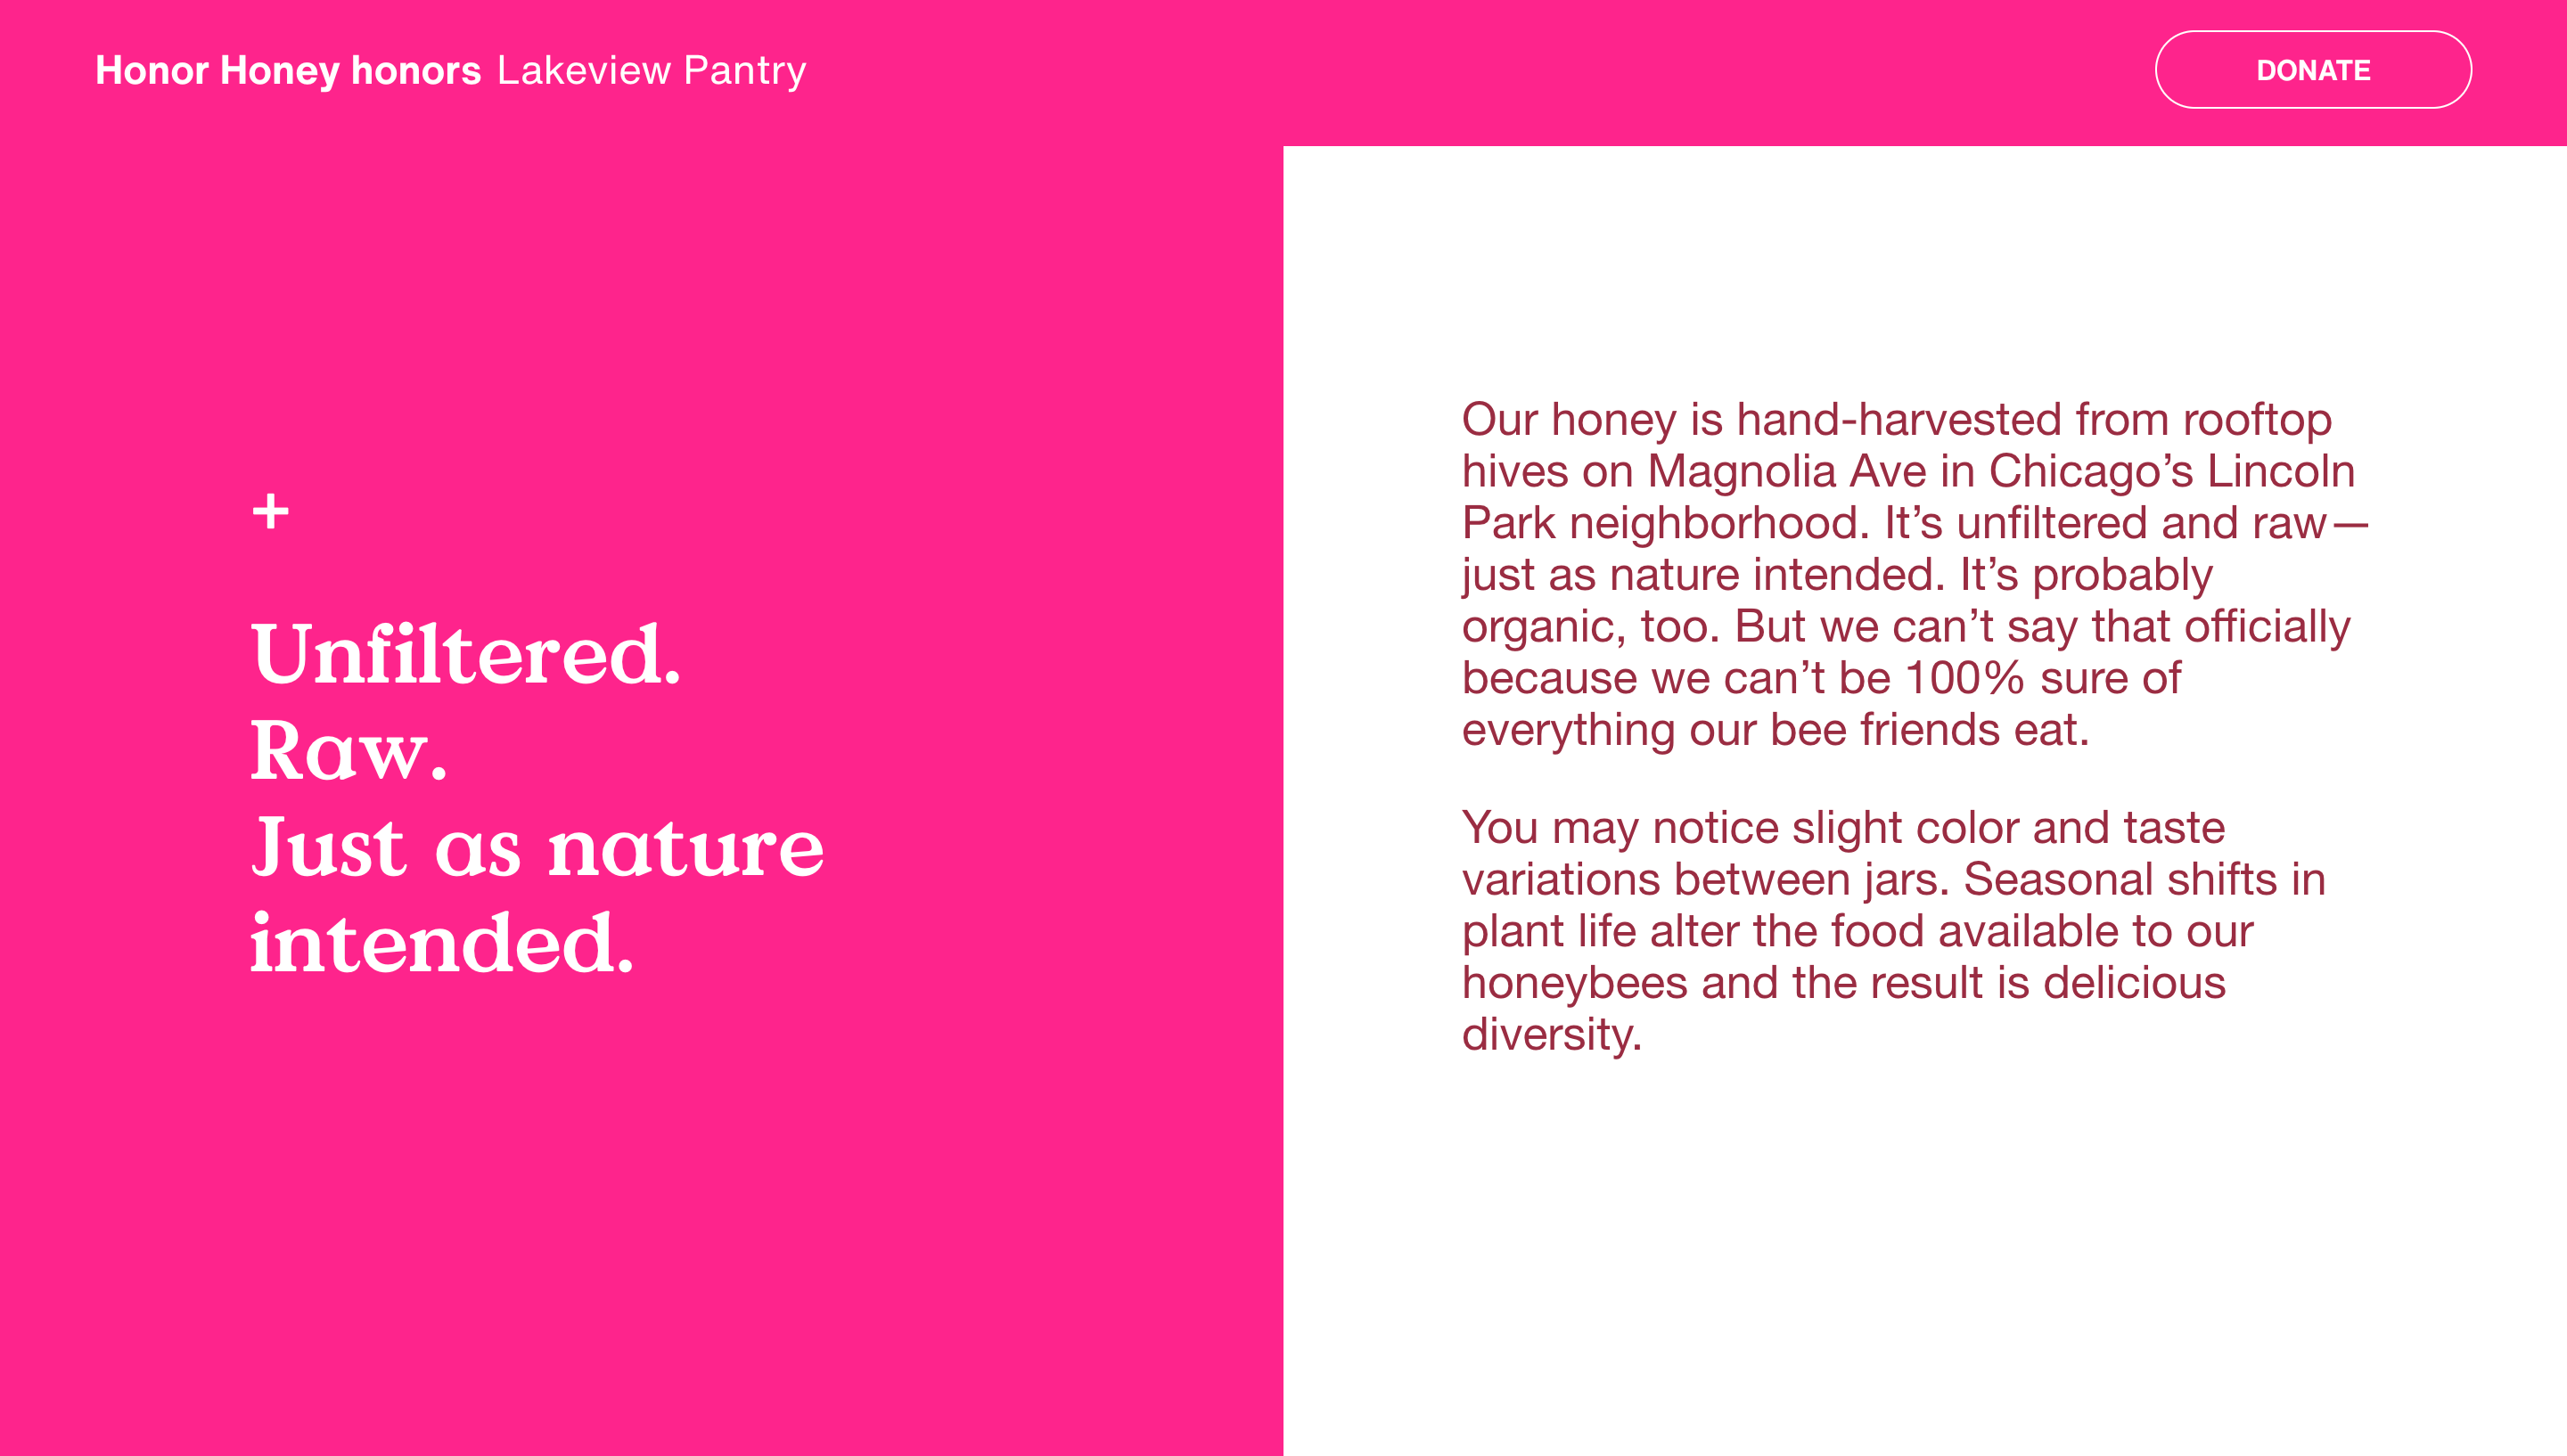 Honor Honey honors Lakeview Pantry
DONATE
+
Unfiltered.
Raw.
Just as nature
intended.
Our honey is hand-harvested from rooftop
hives on Magnolia Ave in Chicago’s Lincoln
Park neighborhood. It’s unfiltered and raw—
just as nature intended. It’s probably
organic, too. But we can’t say that officially
because we can’t be 100% sure of
everything our bee friends eat.
You may notice slight color and taste
variations between jars. Seasonal shifts in
plant life alter the food available to our
honeybees and the result is delicious
diversity.